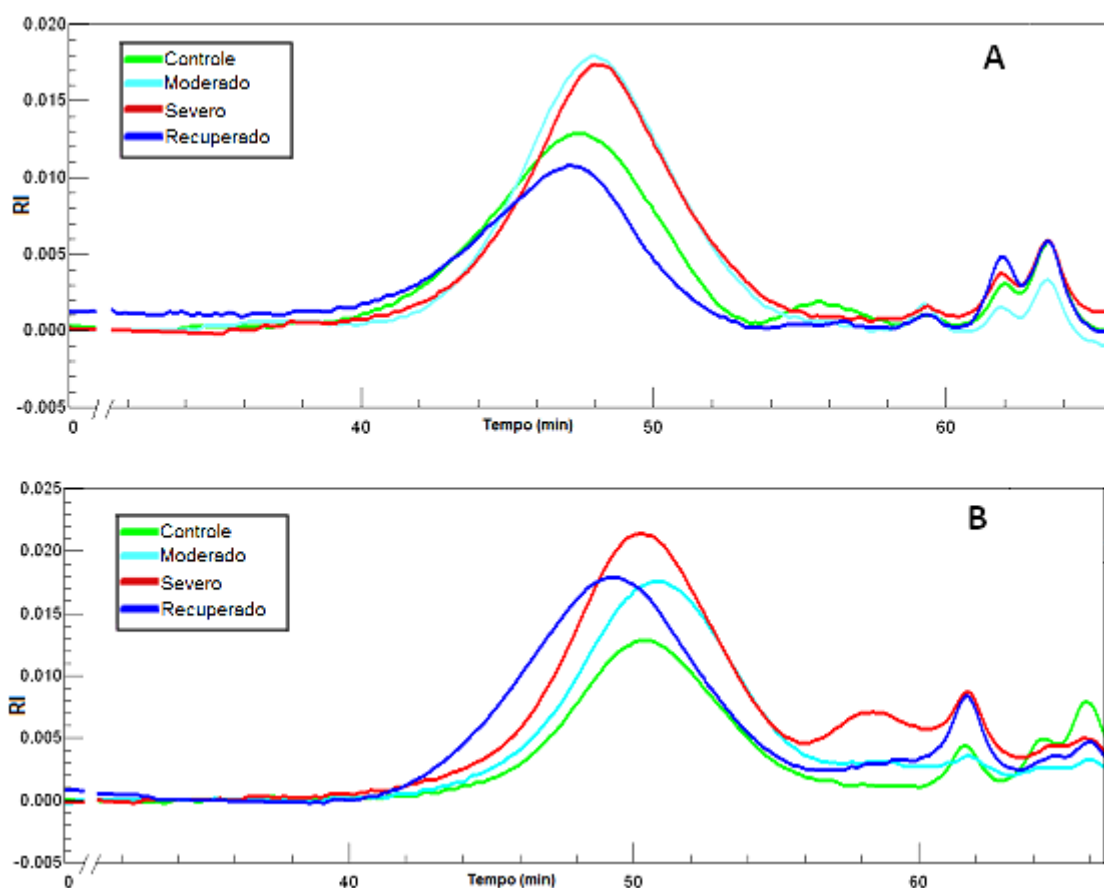 0.020
0.015
0.010
0.005
0.000
-0.005
RI
Controle
Moderado
Severo
Recuperado
A
0
40
50
60
Tempo (min)
0.025
0.020
0.015
0.010
0.005
0.000
-0.005
RI
Controle
Moderado
Severo
Recuperado
B
0
40
50
60
Tempo (min)